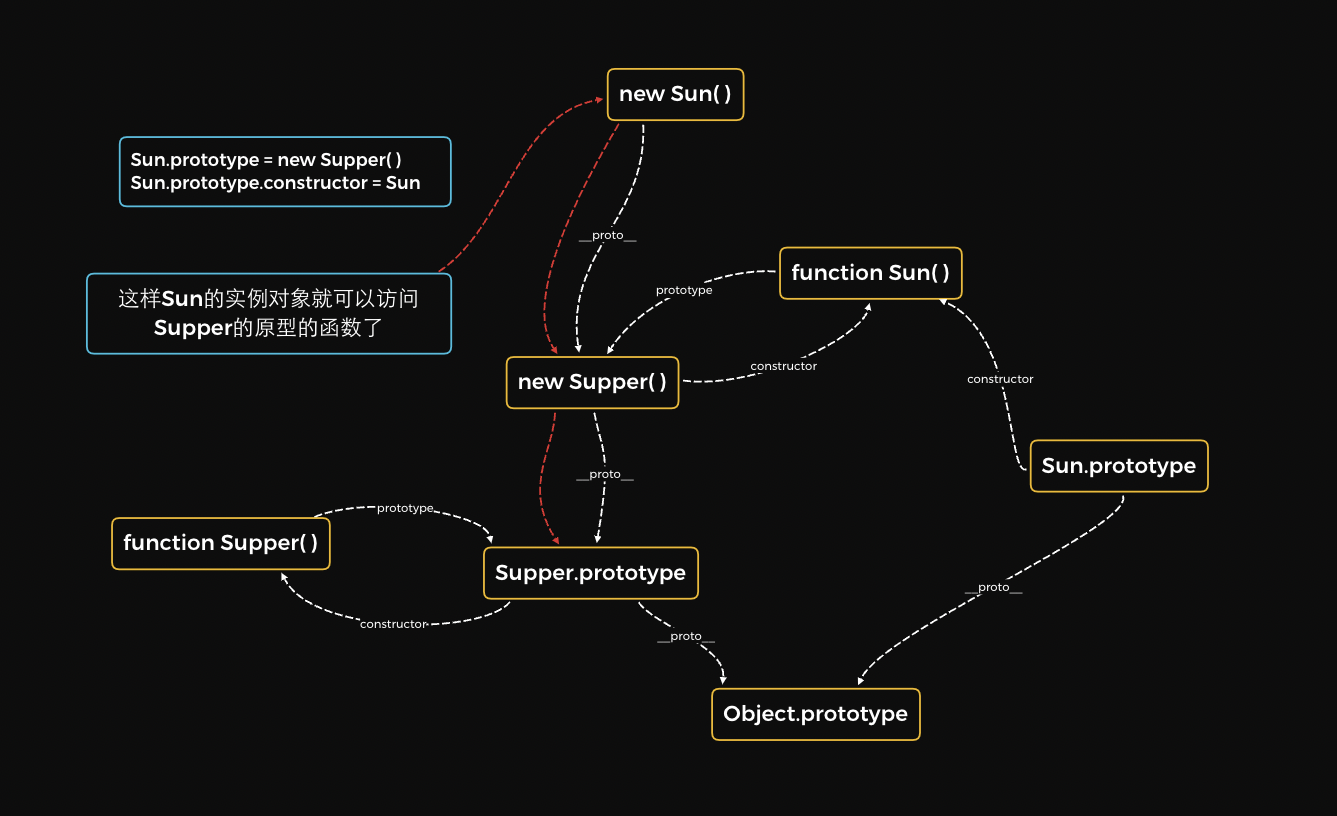 new Sun( )
Sun.prototype = new Supper( )
Sun.prototype.constructor = Sun
__proto__
function Sun( )
prototype
这样Sun的实例对象就可以访问
Supper的原型的函数了
new Supper( )
constructor
constructor
Sun.prototype
__proto__
prototype
function Supper( )
Supper.prototype
__proto__
constructor
__proto__
Object.prototype